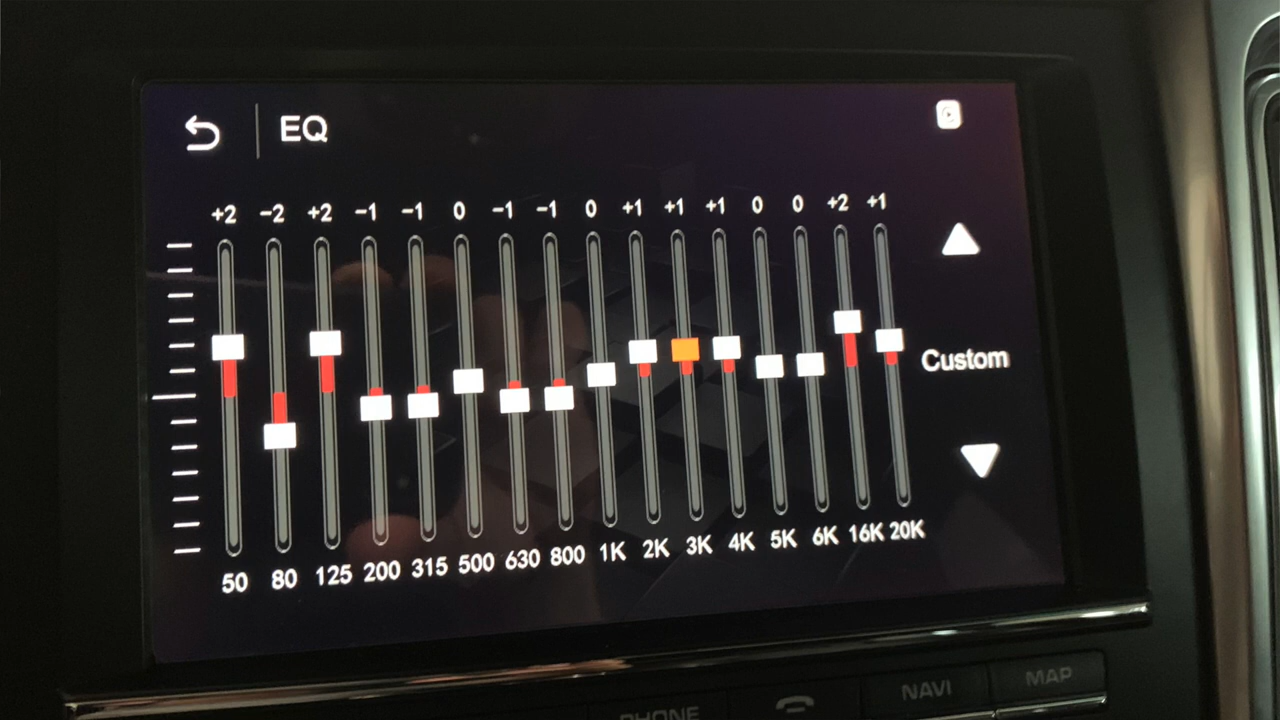 EQ
+2 −2 +2 −1 −1 0 −1 −1 0 +1 +1 +1 0 0 +2 +1
Custom
50 80 125 200 315 500 630 800 1K 2K 3K 4K 5K 6K 16K 20K
PHONE NAVI MAP